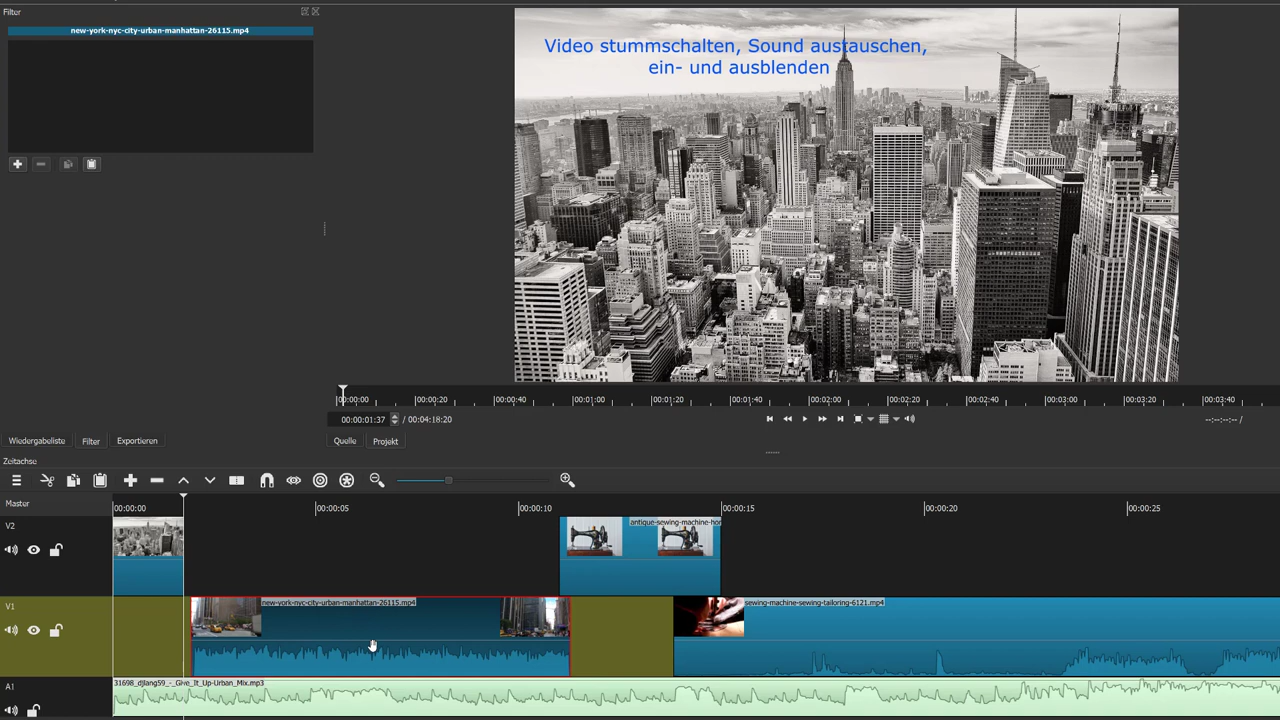 Filter
new-york-nyc-city-urban-manhattan-26115.mp4
Video stummschalten, Sound austauschen,
ein- und ausblenden
00:00:00 00:00:20 00:00:40 00:01:00 00:01:20 00:01:40 00:02:00 00:02:20 00:02:40 00:03:00 00:03:20 00:03:40
00:00:01:37 / 00:04:18:20 --:--:--:-- /
Wiedergabeliste Filter Exportieren Quelle Projekt
Zeitachse
Master 00:00:00 00:00:05 00:00:10 00:00:15 00:00:20 00:00:25
V2 antique-sewing-machine-hor
V1 new-york-nyc-city-urban-manhattan-26115.mp4 sewing-machine-sewing-tailoring-6121.mp4
A1 31698_djlang59_-_Give_It_Up-Urban_Mix.mp3